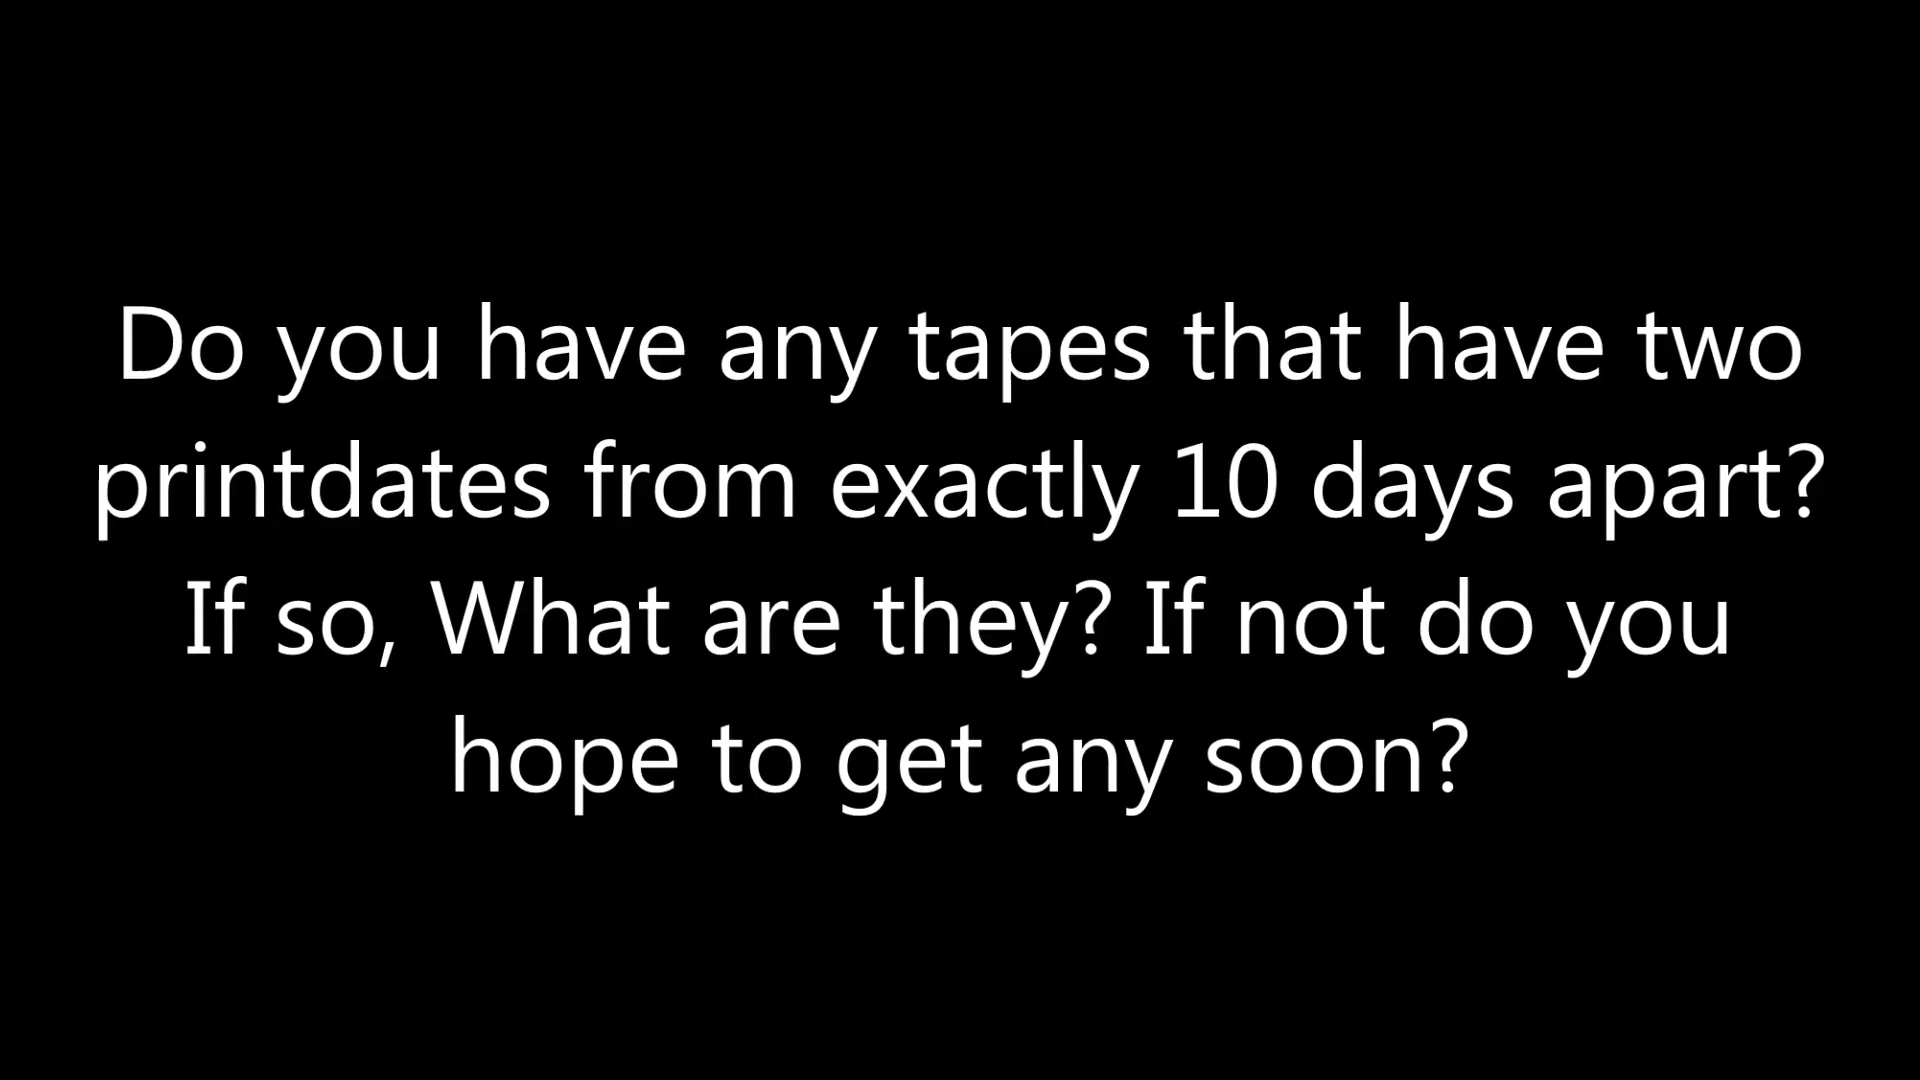 Do you have any tapes that have two
printdates from exactly 10 days apart?
If so, What are they? If not do you
hope to get any soon?